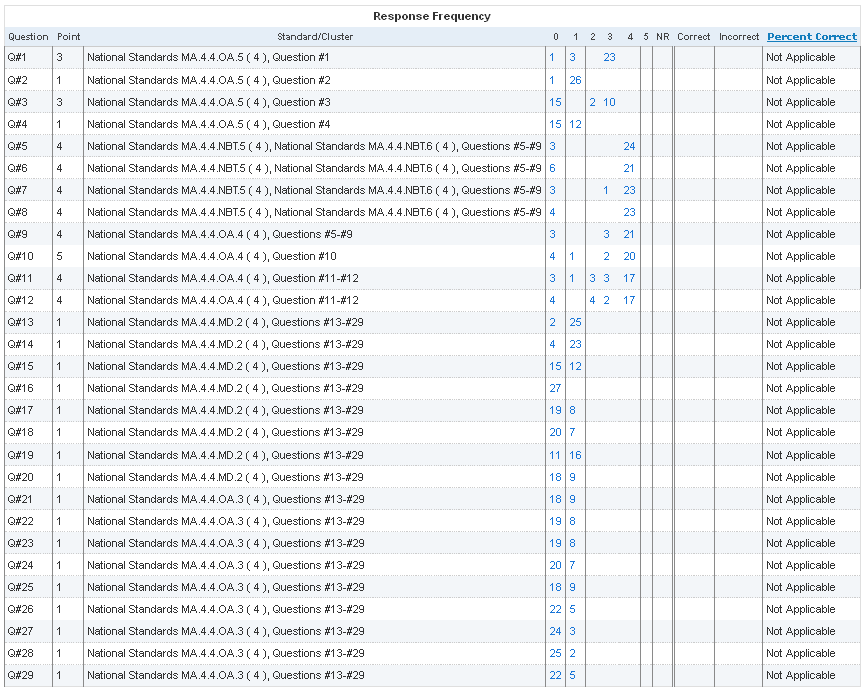 Response Frequency
Question Point Standard/Cluster 0 1 2 3 4 5 NR Correct Incorrect Percent Correct
Q#1 3 National Standards MA.4.4.OA.5 ( 4 ), Question #1 1 3 23 Not Applicable
Q#2 1 National Standards MA.4.4.OA.5 ( 4 ), Question #2 1 26 Not Applicable
Q#3 3 National Standards MA.4.4.OA.5 ( 4 ), Question #3 15 2 10 Not Applicable
Q#4 1 National Standards MA.4.4.OA.5 ( 4 ), Question #4 15 12 Not Applicable
Q#5 4 National Standards MA.4.4.NBT.5 ( 4 ), National Standards MA.4.4.NBT.6 ( 4 ), Questions #5-#9 3 24 Not Applicable
Q#6 4 National Standards MA.4.4.NBT.5 ( 4 ), National Standards MA.4.4.NBT.6 ( 4 ), Questions #5-#9 6 21 Not Applicable
Q#7 4 National Standards MA.4.4.NBT.5 ( 4 ), National Standards MA.4.4.NBT.6 ( 4 ), Questions #5-#9 3 1 23 Not Applicable
Q#8 4 National Standards MA.4.4.NBT.5 ( 4 ), National Standards MA.4.4.NBT.6 ( 4 ), Questions #5-#9 4 23 Not Applicable
Q#9 4 National Standards MA.4.4.OA.4 ( 4 ), Questions #5-#9 3 3 21 Not Applicable
Q#10 5 National Standards MA.4.4.OA.4 ( 4 ), Question #10 4 1 2 20 Not Applicable
Q#11 4 National Standards MA.4.4.OA.4 ( 4 ), Question #11-#12 3 1 3 3 17 Not Applicable
Q#12 4 National Standards MA.4.4.OA.4 ( 4 ), Question #11-#12 4 4 2 17 Not Applicable
Q#13 1 National Standards MA.4.4.MD.2 ( 4 ), Questions #13-#29 2 25 Not Applicable
Q#14 1 National Standards MA.4.4.MD.2 ( 4 ), Questions #13-#29 4 23 Not Applicable
Q#15 1 National Standards MA.4.4.MD.2 ( 4 ), Questions #13-#29 15 12 Not Applicable
Q#16 1 National Standards MA.4.4.MD.2 ( 4 ), Questions #13-#29 27 Not Applicable
Q#17 1 National Standards MA.4.4.MD.2 ( 4 ), Questions #13-#29 19 8 Not Applicable
Q#18 1 National Standards MA.4.4.MD.2 ( 4 ), Questions #13-#29 20 7 Not Applicable
Q#19 1 National Standards MA.4.4.MD.2 ( 4 ), Questions #13-#29 11 16 Not Applicable
Q#20 1 National Standards MA.4.4.MD.2 ( 4 ), Questions #13-#29 18 9 Not Applicable
Q#21 1 National Standards MA.4.4.OA.3 ( 4 ), Questions #13-#29 18 9 Not Applicable
Q#22 1 National Standards MA.4.4.OA.3 ( 4 ), Questions #13-#29 19 8 Not Applicable
Q#23 1 National Standards MA.4.4.OA.3 ( 4 ), Questions #13-#29 19 8 Not Applicable
Q#24 1 National Standards MA.4.4.OA.3 ( 4 ), Questions #13-#29 20 7 Not Applicable
Q#25 1 National Standards MA.4.4.OA.3 ( 4 ), Questions #13-#29 18 9 Not Applicable
Q#26 1 National Standards MA.4.4.OA.3 ( 4 ), Questions #13-#29 22 5 Not Applicable
Q#27 1 National Standards MA.4.4.OA.3 ( 4 ), Questions #13-#29 24 3 Not Applicable
Q#28 1 National Standards MA.4.4.OA.3 ( 4 ), Questions #13-#29 25 2 Not Applicable
Q#29 1 National Standards MA.4.4.OA.3 ( 4 ), Questions #13-#29 22 5 Not Applicable